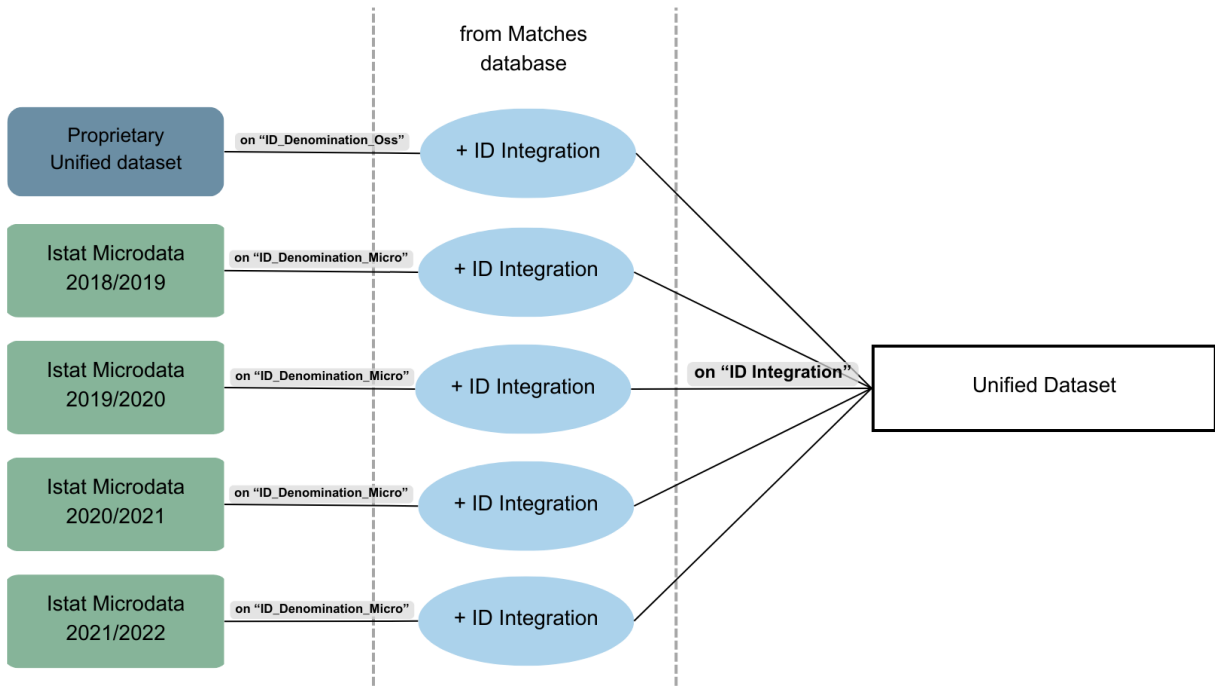 from Matches
database
Proprietary
Unified dataset
on “ID_Denomination_Oss”
+ ID Integration
Istat Microdata
2018/2019
on “ID_Denomination_Micro”
+ ID Integration
Istat Microdata
2019/2020
on “ID_Denomination_Micro”
+ ID Integration
on “ID Integration”
Unified Dataset
Istat Microdata
2020/2021
on “ID_Denomination_Micro”
+ ID Integration
Istat Microdata
2021/2022
on “ID_Denomination_Micro”
+ ID Integration